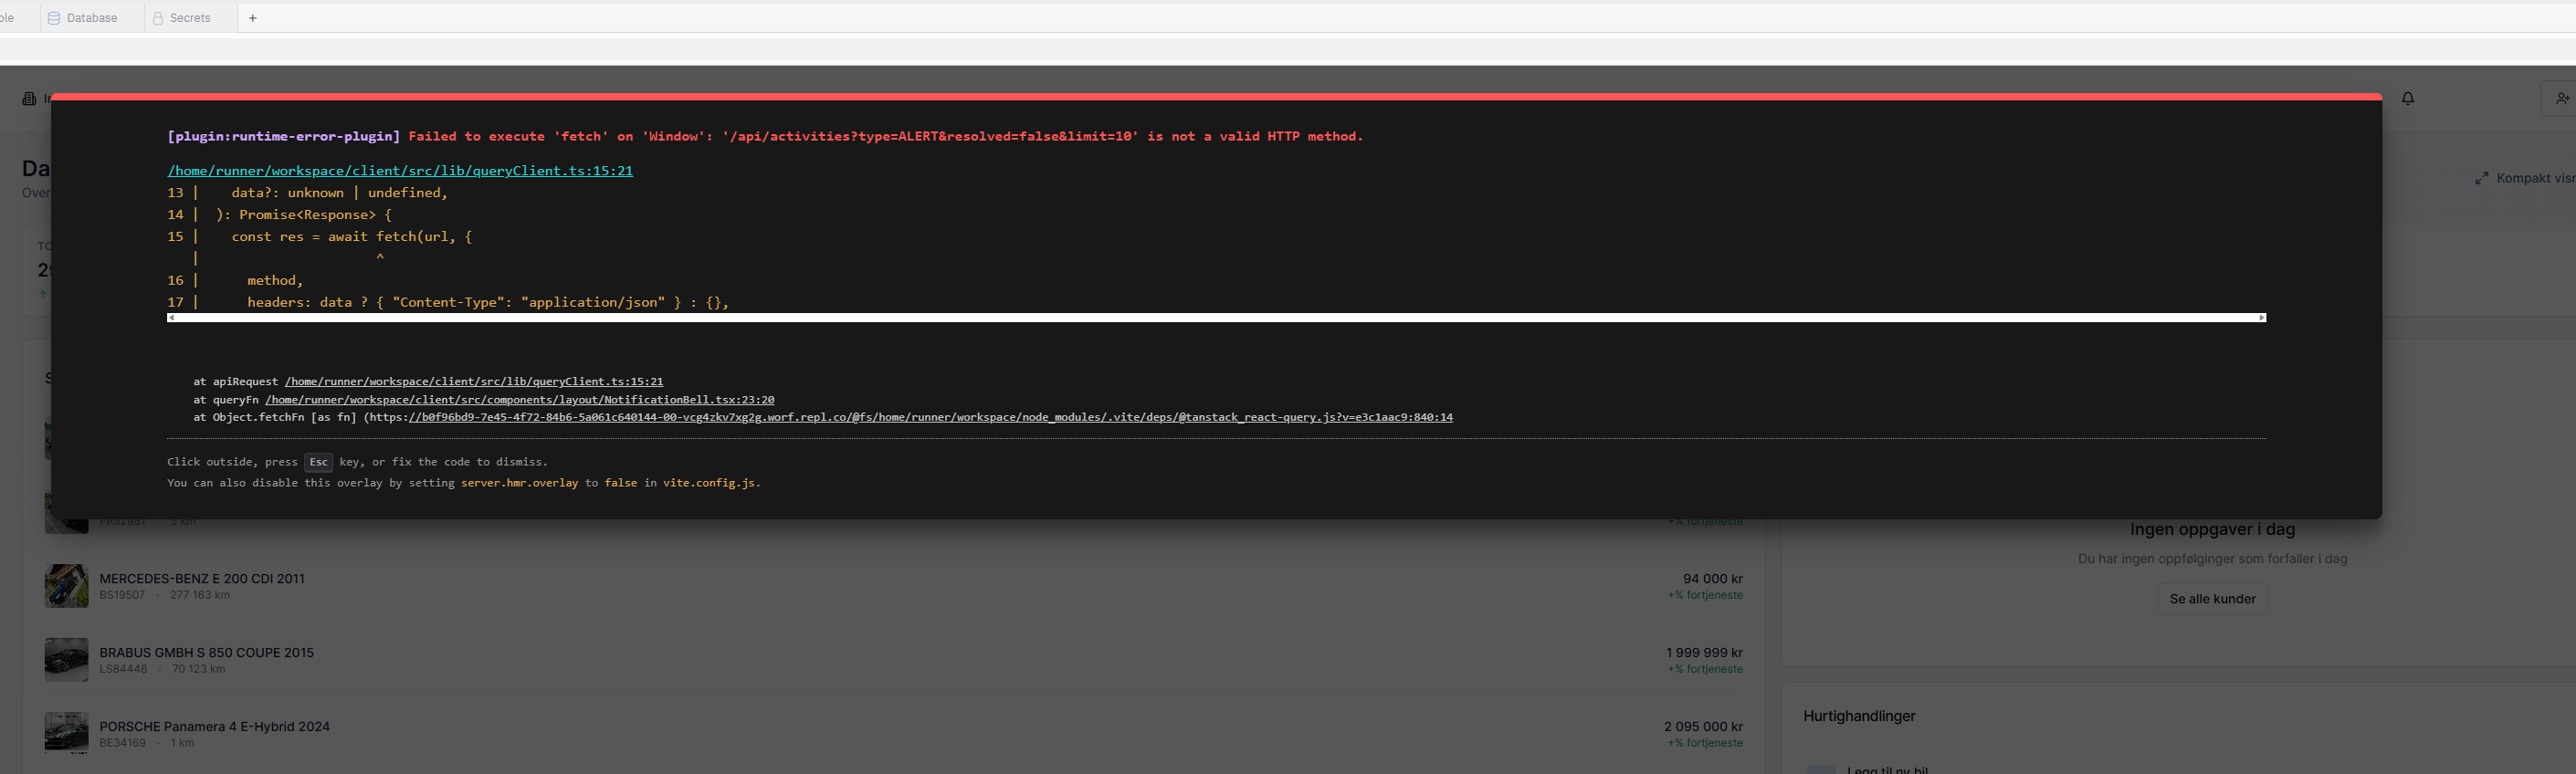 Database
Secrets
+
[plugin:runtime-error-plugin] Failed to execute 'fetch' on 'Window': '/api/activities?type=ALERT&resolved=false&limit=10' is not a valid HTTP method.
Da
Over
Kompakt
/home/runner/workspace/client/src/lib/queryClient.ts:15:21
13 |    data?: unknown | undefined,
14 |  ): Promise<Response> {
15 |    const res = await fetch(url, {
   |                      ^
16 |      method,
17 |      headers: data ? { "Content-Type": "application/json" } : {},
at apiRequest /home/runner/workspace/client/src/lib/queryClient.ts:15:21
at queryFn /home/runner/workspace/client/src/components/layout/NotificationBell.tsx:23:20
at Object.fetchFn [as fn] (https://b0f96bd9-7e45-4f72-84b6-5a061c640144-00-vcg4zkv7xg2g.worf.repl.co/@fs/home/runner/workspace/node_modules/.vite/deps/@tanstack_react-query.js?v=e3c1aac9:840:14
Click outside, press Esc key, or fix the code to dismiss.
You can also disable this overlay by setting server.hmr.overlay to false in vite.config.js.
PR52981 · 5 km
+% fortjeneste
Ingen oppgaver i dag
Du har ingen oppfølginger som forfaller i dag
Se alle kunder
MERCEDES-BENZ E 200 CDI 2011
BS19507 · 277 163 km
94 000 kr
+% fortjeneste
BRABUS GMBH S 850 COUPE 2015
LS84448 · 70 123 km
1 999 999 kr
+% fortjeneste
PORSCHE Panamera 4 E-Hybrid 2024
BE34169 · 1 km
2 095 000 kr
+% fortjeneste
Hurtighandlinger
Legg til ny bil